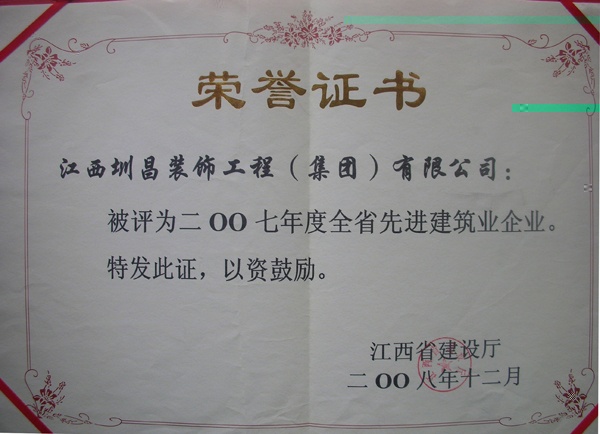 荣誉证书
江西圳昌装饰工程（集团）有限公司：
被评为二OO七年度全省先进建筑业企业。
特发此证，以资鼓励。
江西省建设厅
二OO八年十二月